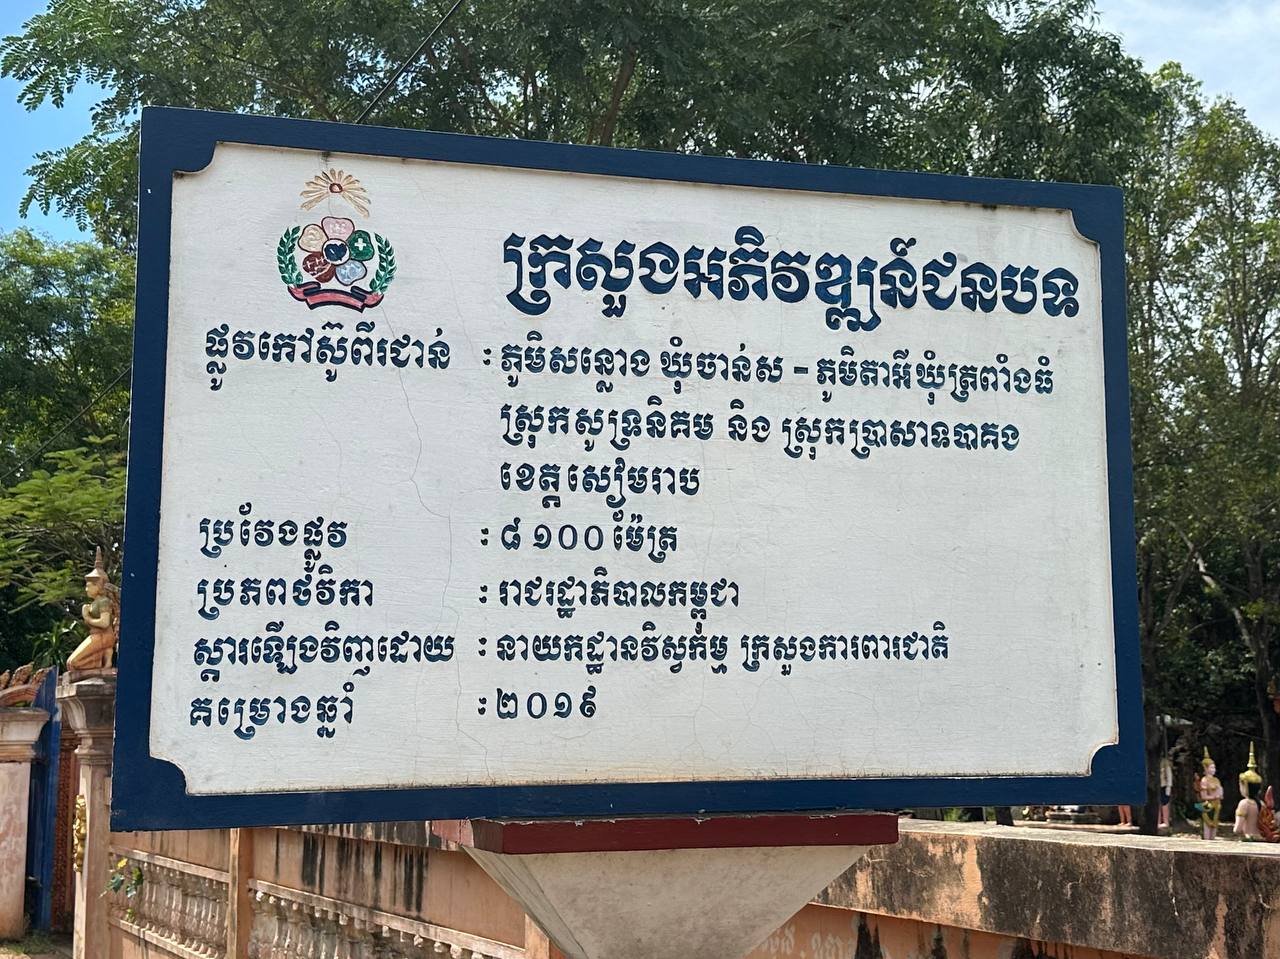 ក្រសួងអភិវឌ្ឍន៍ជនបទ
ផ្លូវកៅស៊ូពីរជាន់ : ភូមិសន្លោង ឃុំចាន់ស - ភូមិតាអីឃុំត្រពាំងធំ
ស្រុកសូទ្រនិគម និង ស្រុកប្រាសាទបាគង
ខេត្តសៀមរាប
ប្រវែងផ្លូវ : ៨ ១០០ ម៉ែត្រ
ប្រភពថវិកា : រាជរដ្ឋាភិបាលកម្ពុជា
ស្តារឡើងវិញដោយ : នាយកដ្ឋានវិស្វកម្ម ក្រសួងការពារជាតិ
គម្រោងឆ្នាំ : ២០១៩